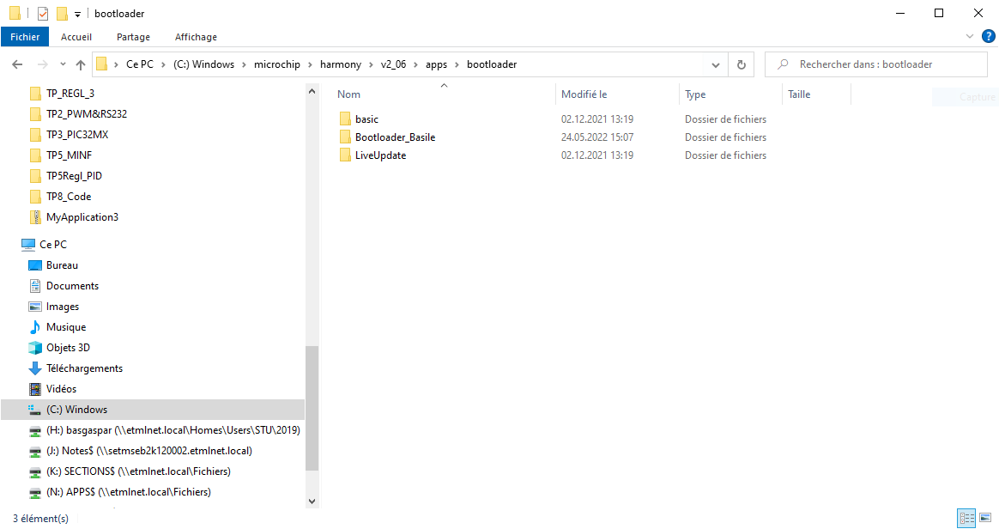 bootloader
Fichier Accueil Partage Affichage ?
Ce PC > (C:) Windows > microchip > harmony > v2_06 > apps > bootloader
Rechercher dans : bootloader
TP_REGL_3
TP2_PWM&RS232
TP3_PIC32MX
TP5_MINF
TP5Regl_PID
TP8_Code
MyApplication3
Ce PC
Bureau
Documents
Images
Musique
Objets 3D
Téléchargements
Vidéos
(C:) Windows
(H:) basgaspar (\\etmlnet.local\Homes\Users\STU\2019)
(J:) Notes$ (\\setmseb2k120002.etmlnet.local)
(K:) SECTIONS$ (\\etmlnet.local\Fichiers)
(N:) APPS$ (\\etmlnet.local\Fichiers)
Nom Modifié le Type Taille
Capture
basic 02.12.2021 13:19 Dossier de fichiers
Bootloader_Basile 24.05.2022 15:07 Dossier de fichiers
LiveUpdate 02.12.2021 13:19 Dossier de fichiers
3 élément(s)